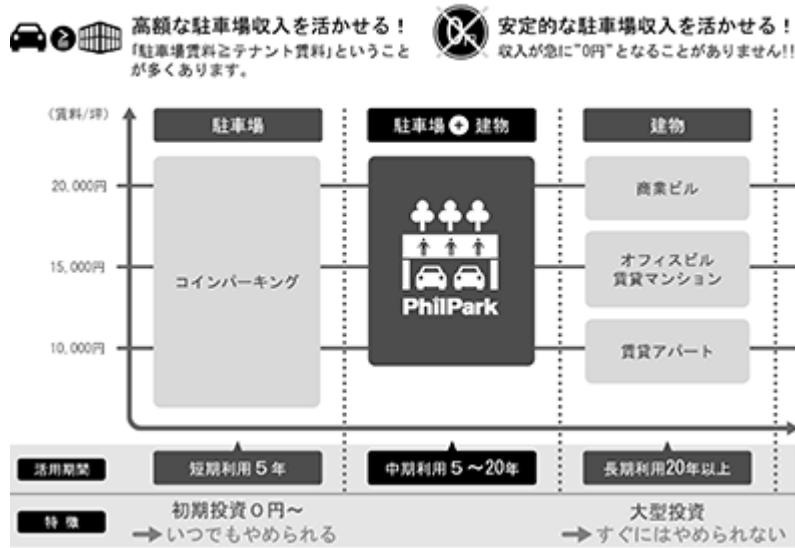 高額な駐車場収入を活かせる！
「駐車場賃料≧テナント賃料」ということ
が多くあります。
0円
安定的な駐車場収入を活かせる！
収入が急に"0円"となることがありません!!
（賃料/坪）
駐車場
駐車場＋建物
建物
20,000円
15,000円
10,000円
コインパーキング
PhilPark
商業ビル
オフィスビル
賃貸マンション
賃貸アパート
活用期間
短期利用5年
中期利用5～20年
長期利用20年以上
特徴
初期投資0円～
いつでもやめられる
大型投資
すぐにはやめられない